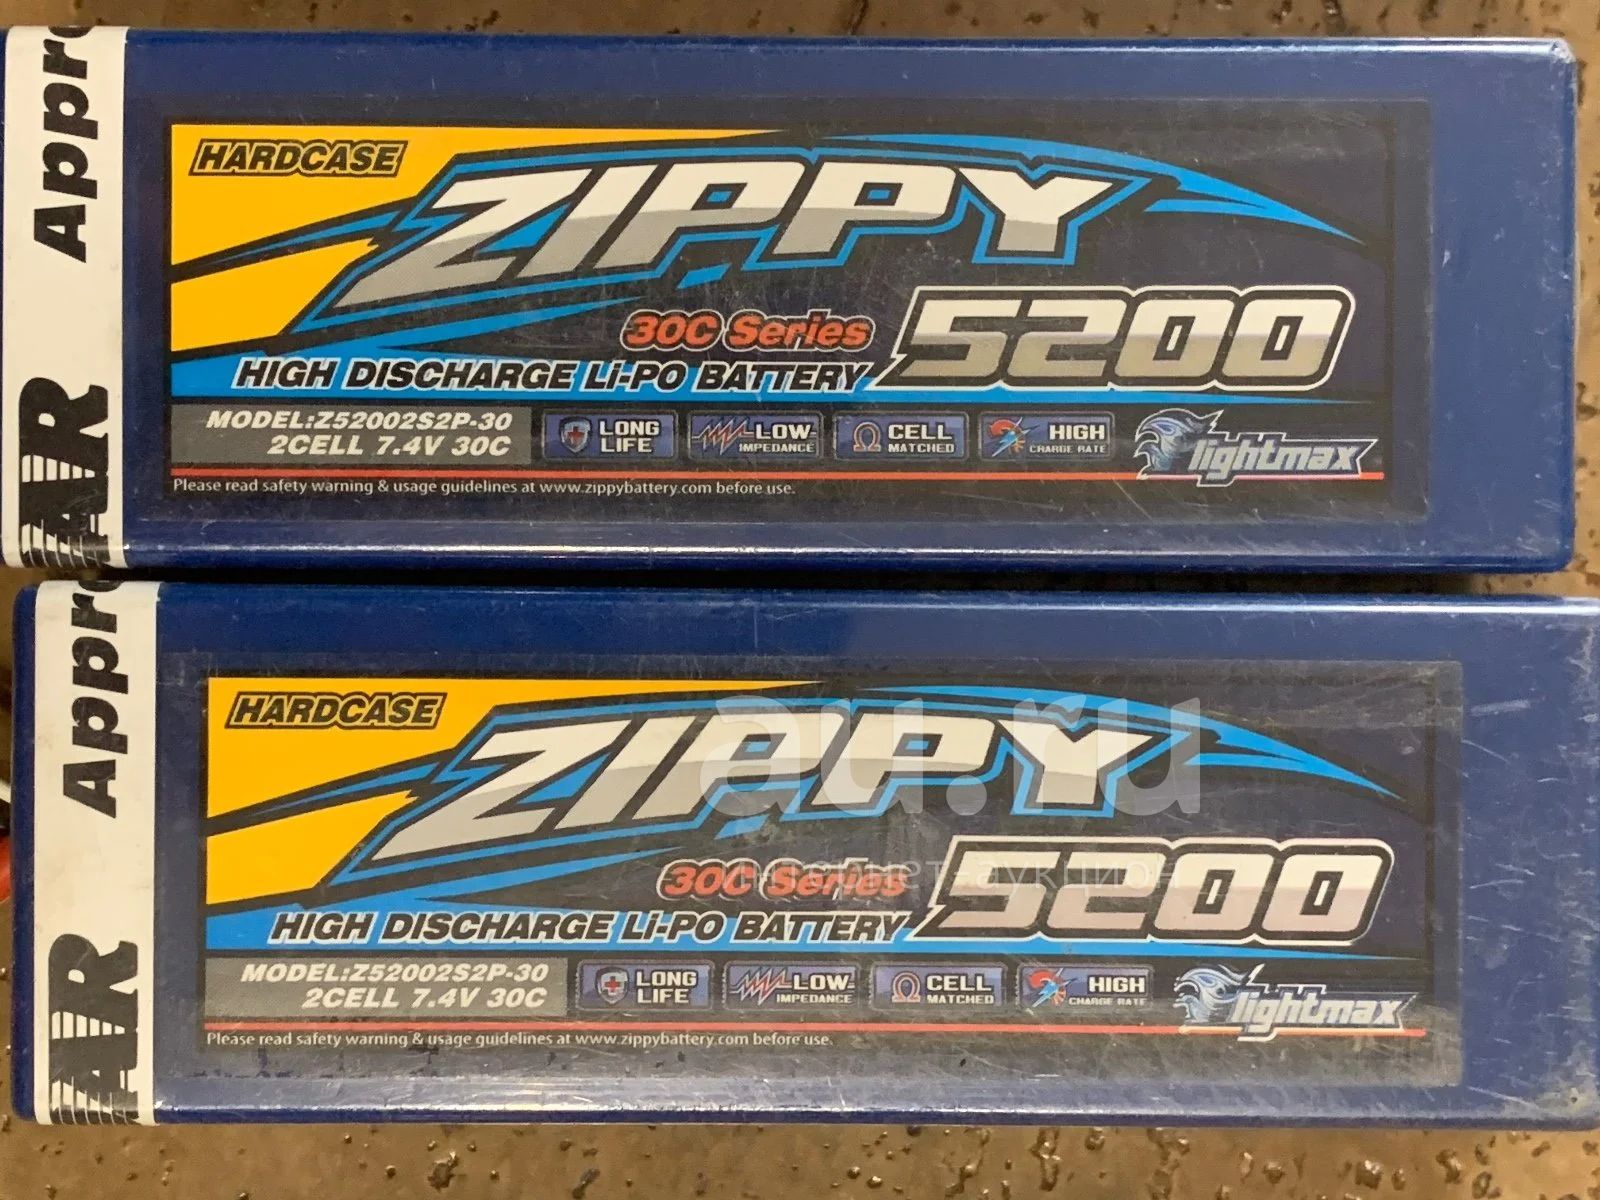 Appro
AR
HARDCASE
ZIPPY
30C Series
5200
HIGH DISCHARGE Li-PO BATTERY
MODEL:Z52002S2P-30
2CELL 7.4V 30C
LONG
LIFE
LOW
IMPEDANCE
CELL
MATCHED
HIGH
CHARGE RATE
lightmax
Please read safety warning & usage guidelines at www.zippybattery.com before use.
Appro
AR
HARDCASE
ZIPPY
au.ru
интернет-аукцион
30C Series
5200
HIGH DISCHARGE Li-PO BATTERY
MODEL:Z52002S2P-30
2CELL 7.4V 30C
LONG
LIFE
LOW
IMPEDANCE
CELL
MATCHED
HIGH
CHARGE RATE
lightmax
Please read safety warning & usage guidelines at www.zippybattery.com before use.